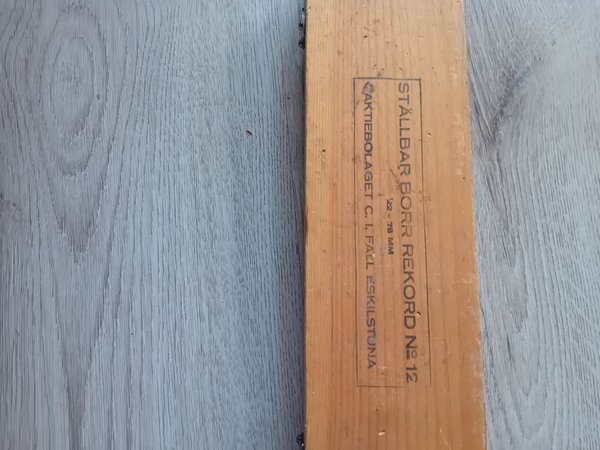 STÄLLBAR BORR REKORD No 12
22 - 78 MM
AKTIEBOLAGET C. I. FALL ESKILSTUNA